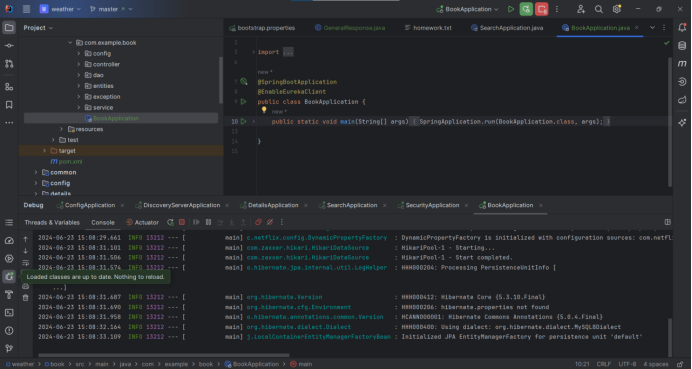 weather
master
BookApplication
Project
bootstrap.properties
GeneralResponse.java
homework.txt
SearchApplication.java
BookApplication.java
com.example.book
config
controller
dao
entities
exception
service
BookApplication
resources
test
target
pom.xml
common
config
details
2
3
import ...
6
new *
7
@SpringBootApplication
8
@EnableEurekaClient
9
public class BookApplication {
new *
10
public static void main(String[] args) { SpringApplication.run(BookApplication.class, args); }
13
14
}
15
Debug
ConfigApplication
DiscoveryServerApplication
DetailsApplication
SearchApplication
SecurityApplication
BookApplication
Threads & Variables
Console
Actuator
2024-06-23 15:08:29.661 INFO 13212 --- [ main] c.netflix.config.DynamicPropertyFactory : DynamicPropertyFactory is initialized with configuration sources: com.netfl
2024-06-23 15:08:31.101 INFO 13212 --- [ main] com.zaxxer.hikari.HikariDataSource : HikariPool-1 - Starting...
2024-06-23 15:08:31.506 INFO 13212 --- [ main] com.zaxxer.hikari.HikariDataSource : HikariPool-1 - Start completed.
2024-06-23 15:08:31.574 INFO 13212 --- [ main] o.hibernate.jpa.internal.util.LogHelper : HHH000204: Processing PersistenceUnitInfo [
Loaded classes are up to date. Nothing to reload.
...]
2024-06-23 15:08:31.687 INFO 13212 --- [ main] org.hibernate.Version : HHH000412: Hibernate Core {5.3.10.Final}
2024-06-23 15:08:31.690 INFO 13212 --- [ main] org.hibernate.cfg.Environment : HHH000206: hibernate.properties not found
2024-06-23 15:08:31.958 INFO 13212 --- [ main] o.hibernate.annotations.common.Version : HCANN000001: Hibernate Commons Annotations {5.0.4.Final}
2024-06-23 15:08:32.164 INFO 13212 --- [ main] org.hibernate.dialect.Dialect : HHH000400: Using dialect: org.hibernate.dialect.MySQL8Dialect
2024-06-23 15:08:33.109 INFO 13212 --- [ main] j.LocalContainerEntityManagerFactoryBean : Initialized JPA EntityManagerFactory for persistence unit 'default'
weather > book > src > main > java > com > example > book > BookApplication > main
10:21
CRLF
UTF-8
4 spaces